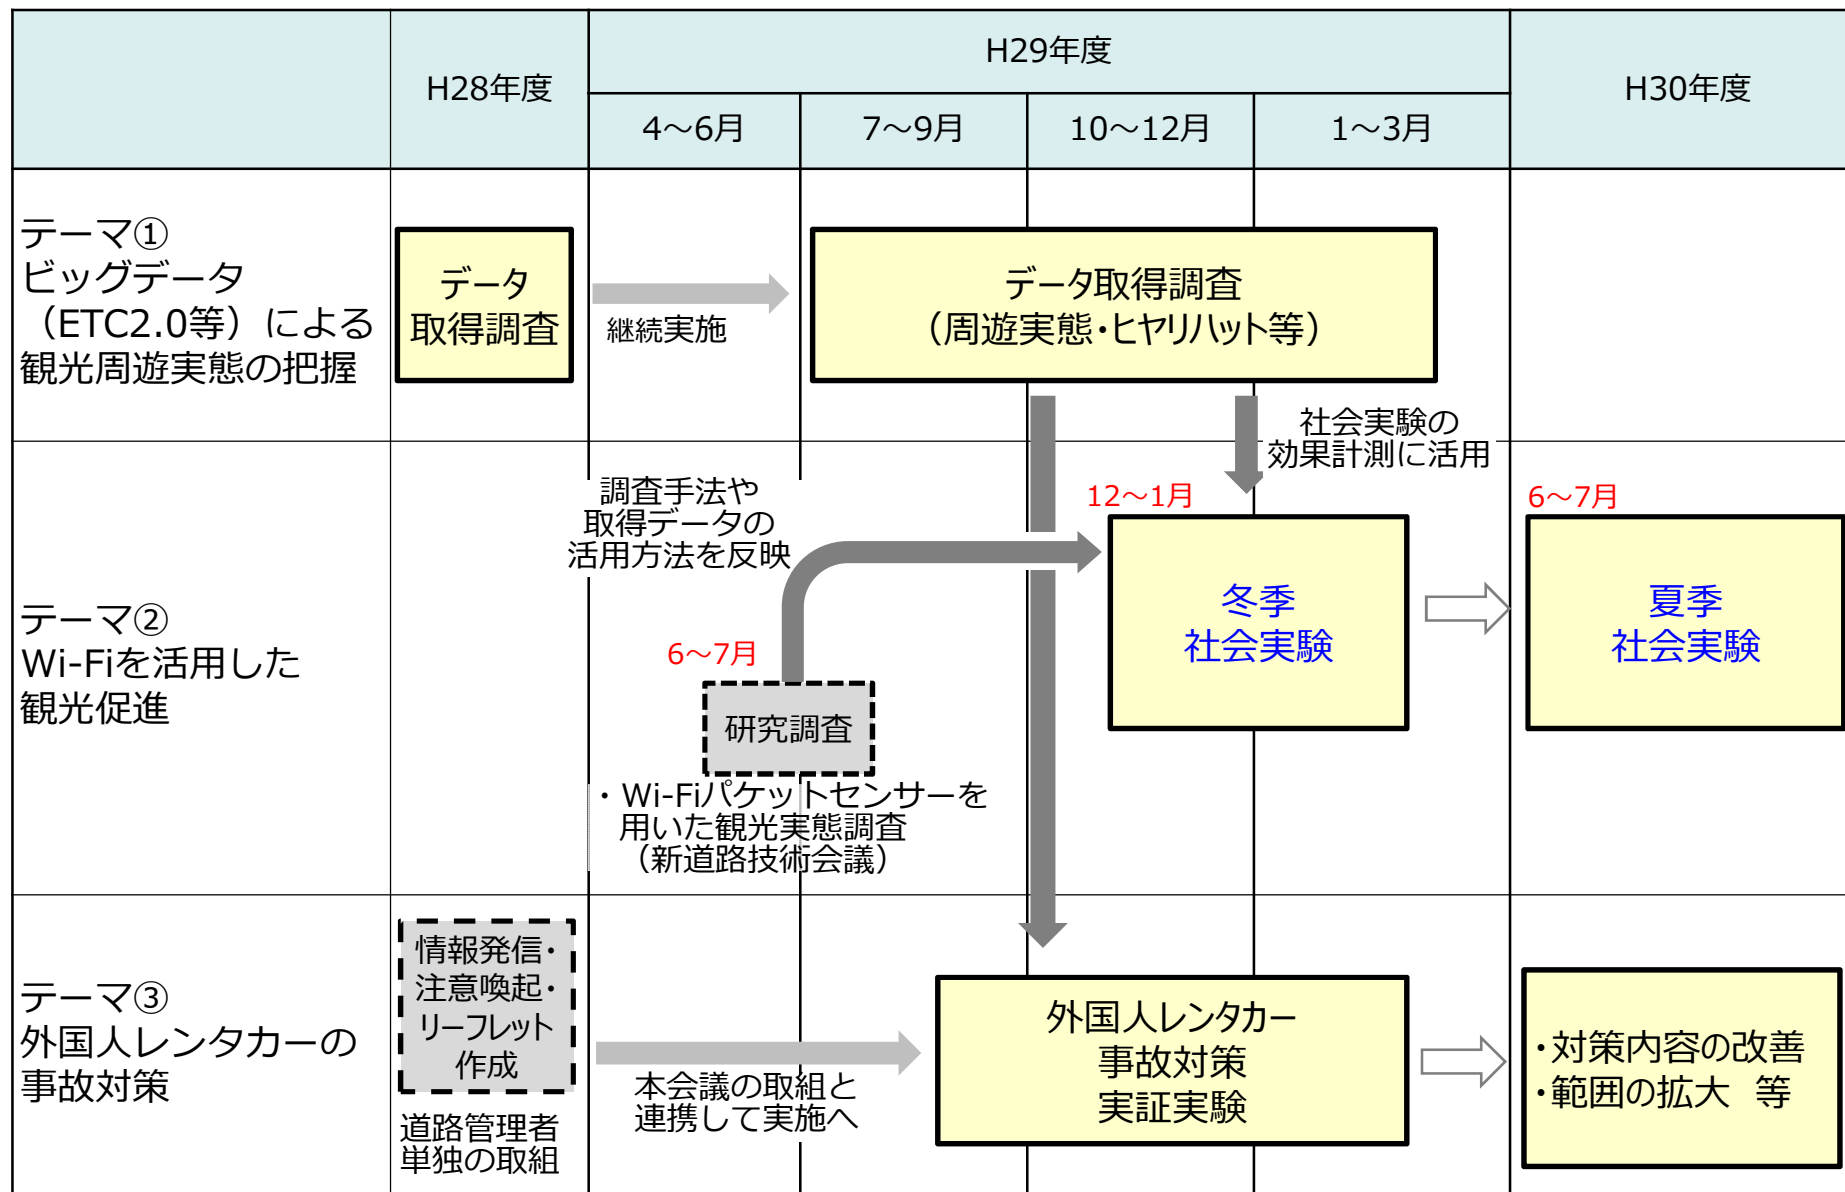 H28年度
H29年度
H30年度
4～6月
7～9月
10～12月
1～3月
テーマ①
ビッグデータ
（ETC2.0等）による
観光周遊実態の把握
データ
取得調査
継続実施
データ取得調査
（周遊実態・ヒヤリハット等）
社会実験の
効果計測に活用
テーマ②
Wi-Fiを活用した
観光促進
調査手法や
取得データの
活用方法を反映
6～7月
研究調査
・Wi-Fiパケットセンサーを
用いた観光実態調査
（新道路技術会議）
12～1月
冬季
社会実験
6～7月
夏季
社会実験
テーマ③
外国人レンタカーの
事故対策
情報発信・
注意喚起・
リーフレット
作成
道路管理者
単独の取組
本会議の取組と
連携して実施へ
外国人レンタカー
事故対策
実証実験
・対策内容の改善
・範囲の拡大 等